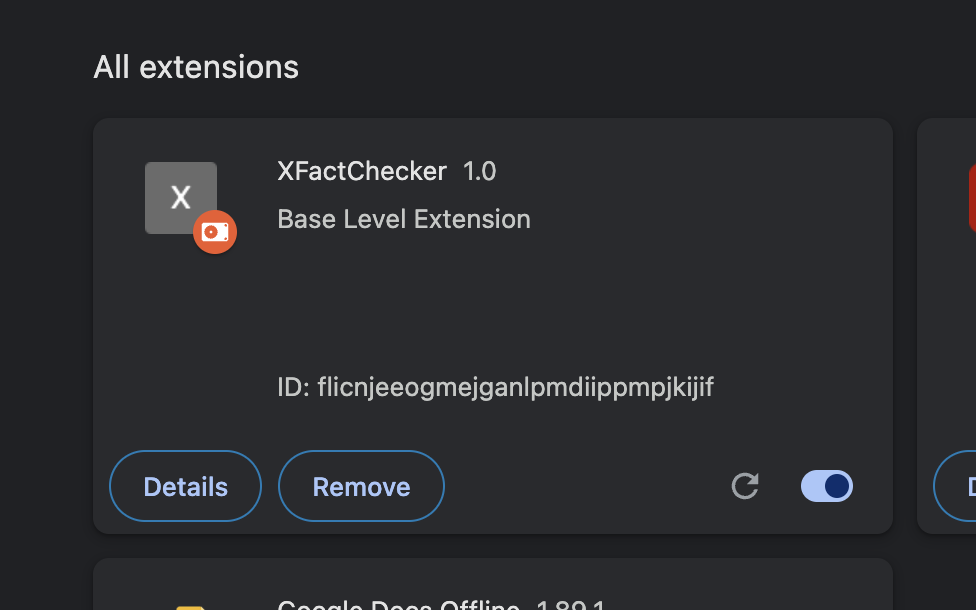 All extensions
X
XFactChecker 1.0
Base Level Extension
ID: flicnjeeogmejganlpmdiippmpjkijif
Details
Remove
Google Docs Offline 1.89.1